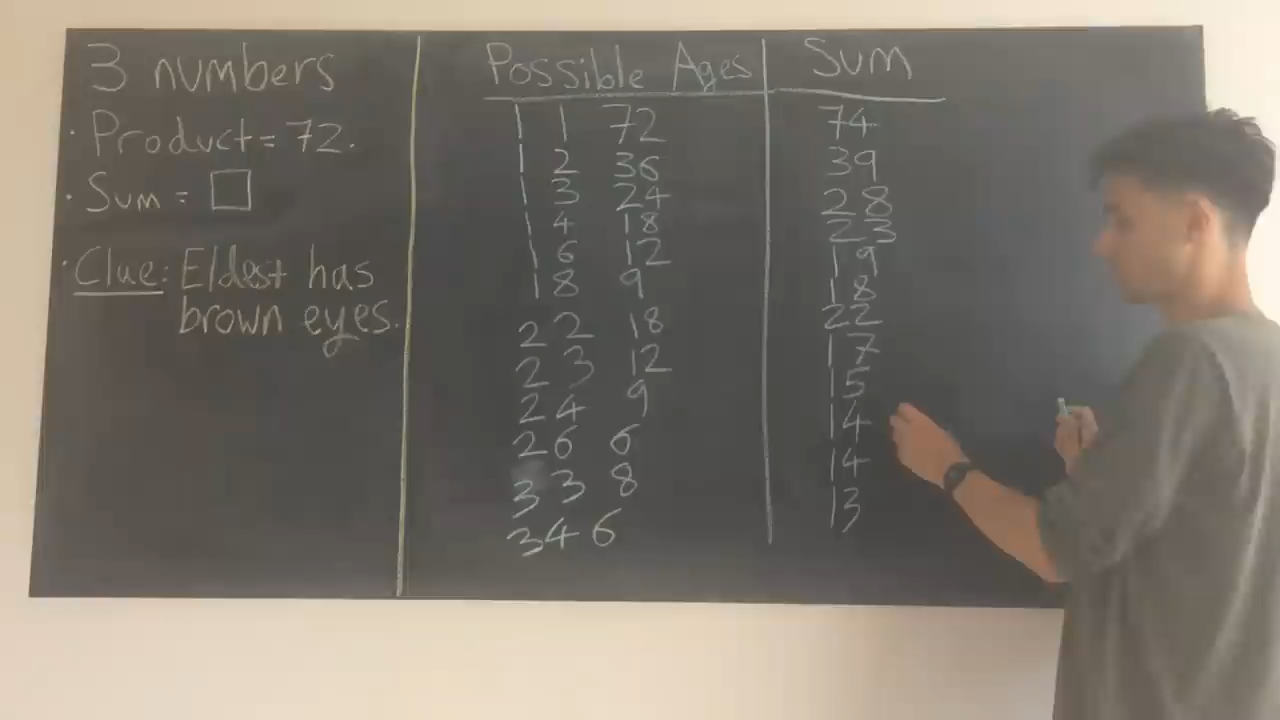 3 numbers
· Product = 72.
· Sum = □
· Clue: Eldest has
brown eyes.
Possible Ages
1 1 72
1 2 36
1 3 24
1 4 18
1 6 12
1 8 9
2 2 18
2 3 12
2 4 9
2 6 6
3 3 8
3 4 6
Sum
74
39
28
23
19
18
22
17
15
14
14
13